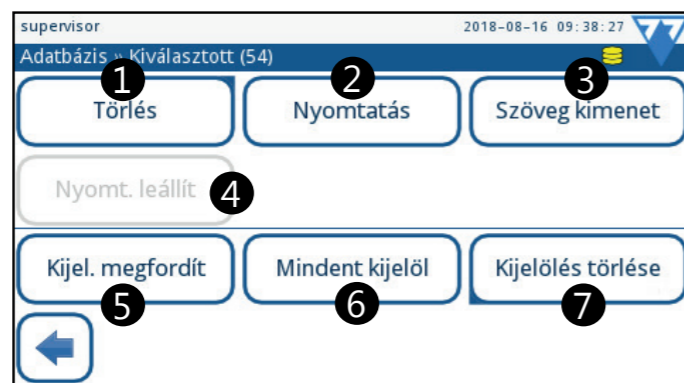 supervisor 2018-08-16 09:38:27
Adatbázis » Kiválasztott (54)
1 2 3
Törlés Nyomtatás Szöveg kimenet
Nyomt. leállít 4
Kijel. megfordít Mindent kijelöl Kijelölés törlése
5 6 7